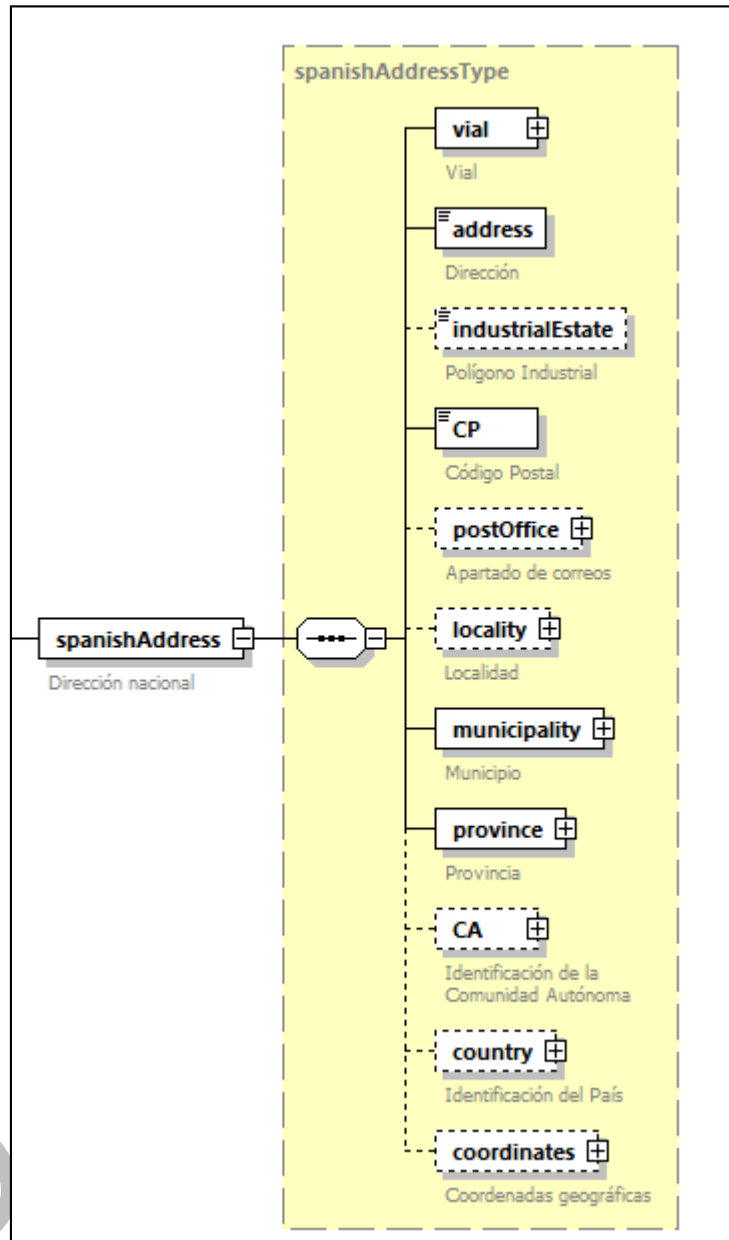 spanishAddressType
vial
Vial
address
Dirección
industrialEstate
Polígono Industrial
CP
Código Postal
postOffice
Apartado de correos
locality
Localidad
spanishAddress
Dirección nacional
municipality
Municipio
province
Provincia
CA
Identificación de la
Comunidad Autónoma
country
Identificación del País
coordinates
Coordenadas geográficas